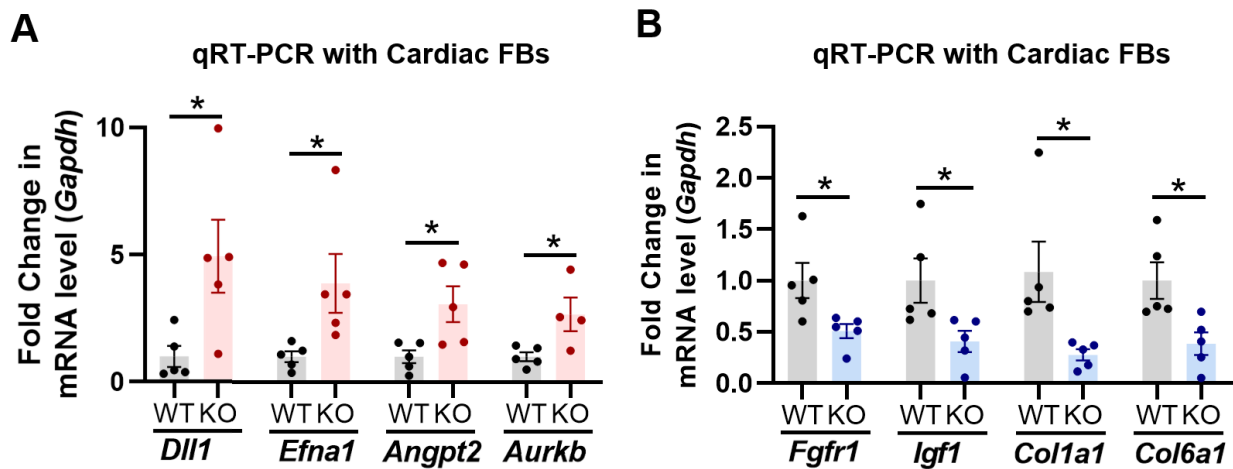 A
qRT-PCR with Cardiac FBs
Fold Change in
mRNA level (Gapdh)
10
5
0
* * * *
WT KO WT KO WT KO WT KO
Dll1 Efna1 Angpt2 Aurkb
B
qRT-PCR with Cardiac FBs
Fold Change in
mRNA level (Gapdh)
2.5
2.0
1.5
1.0
0.5
0.0
* * * *
WT KO WT KO WT KO WT KO
Fgfr1 Igf1 Col1a1 Col6a1